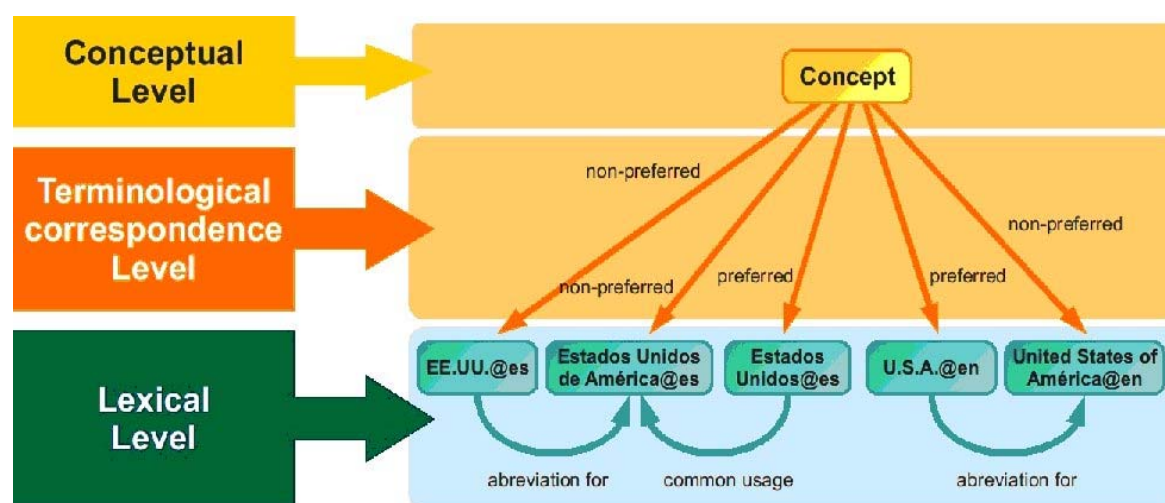 Conceptual
Level
Concept
Terminological
correspondence
Level
non-preferred
non-preferred
non-preferred
preferred
preferred
Lexical
Level
EE.UU.@es
Estados Unidos
de América@es
Estados
Unidos@es
U.S.A.@en
United States of
América@en
abreviation for
common usage
abreviation for